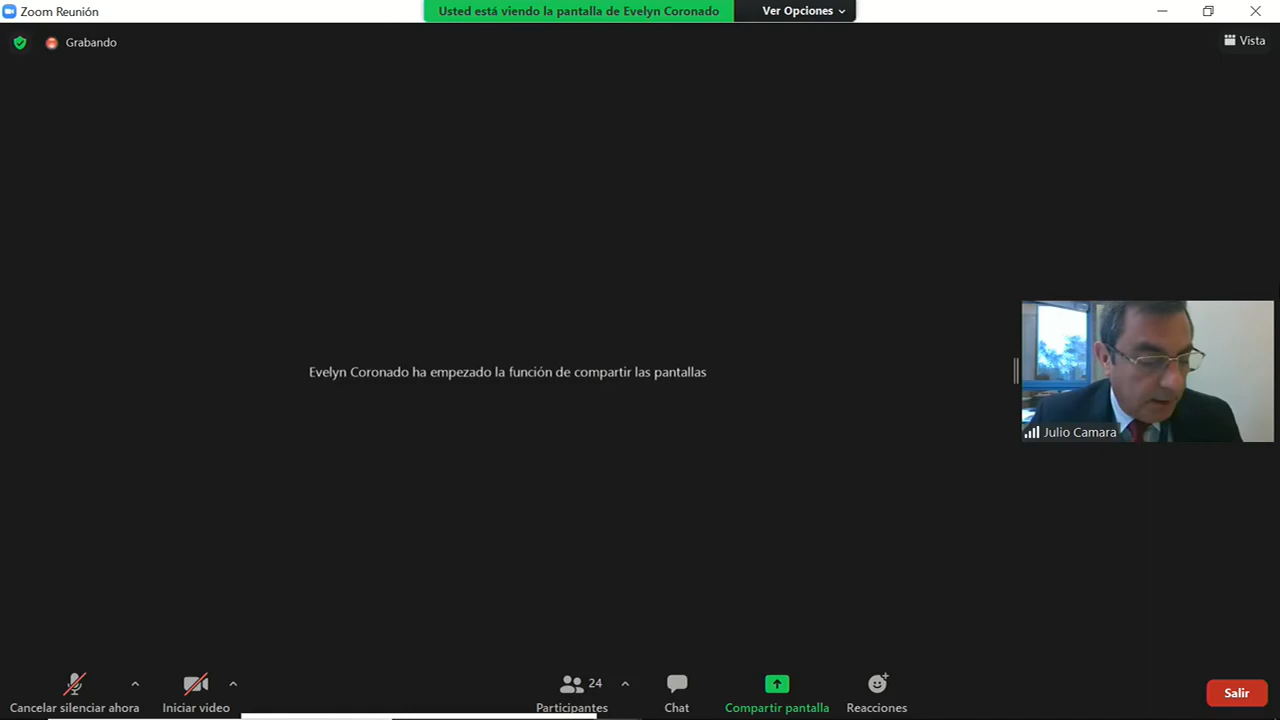 Zoom Reunión
Usted está viendo la pantalla de Evelyn Coronado
Ver Opciones
Grabando
Vista
Evelyn Coronado ha empezado la función de compartir las pantallas
Julio Camara
24
Cancelar silenciar ahora
Iniciar video
Participantes
Chat
Compartir pantalla
Reacciones
Salir